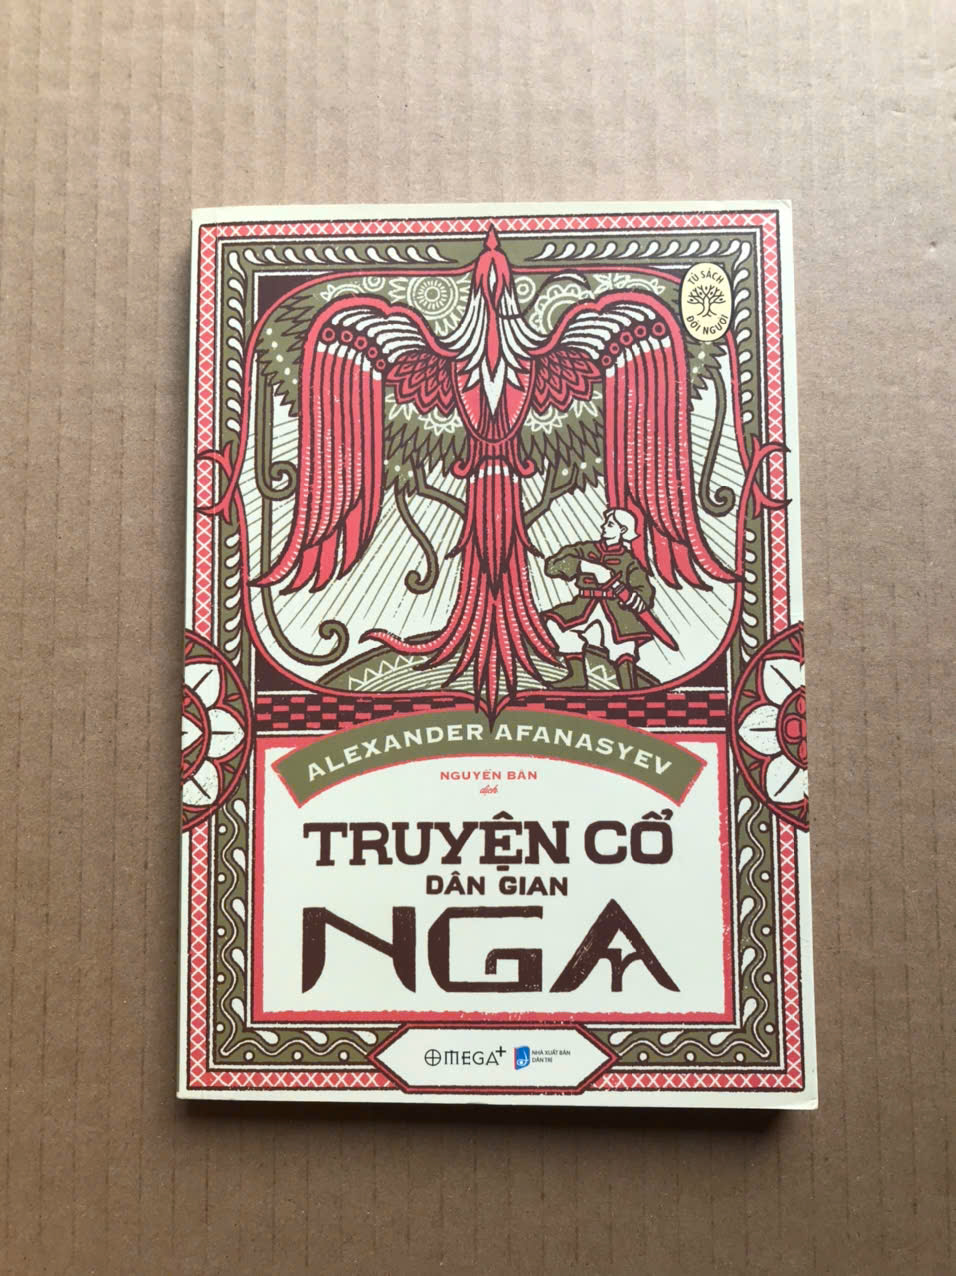 TỦ SÁCH
ĐỜI NGƯỜI
ALEXANDER AFANASYEV
NGUYỄN BÂN
dịch
TRUYỆN CỔ
DÂN GIAN
NGA
OMEGA+
NHÀ XUẤT BẢN
DÂN TRÍ